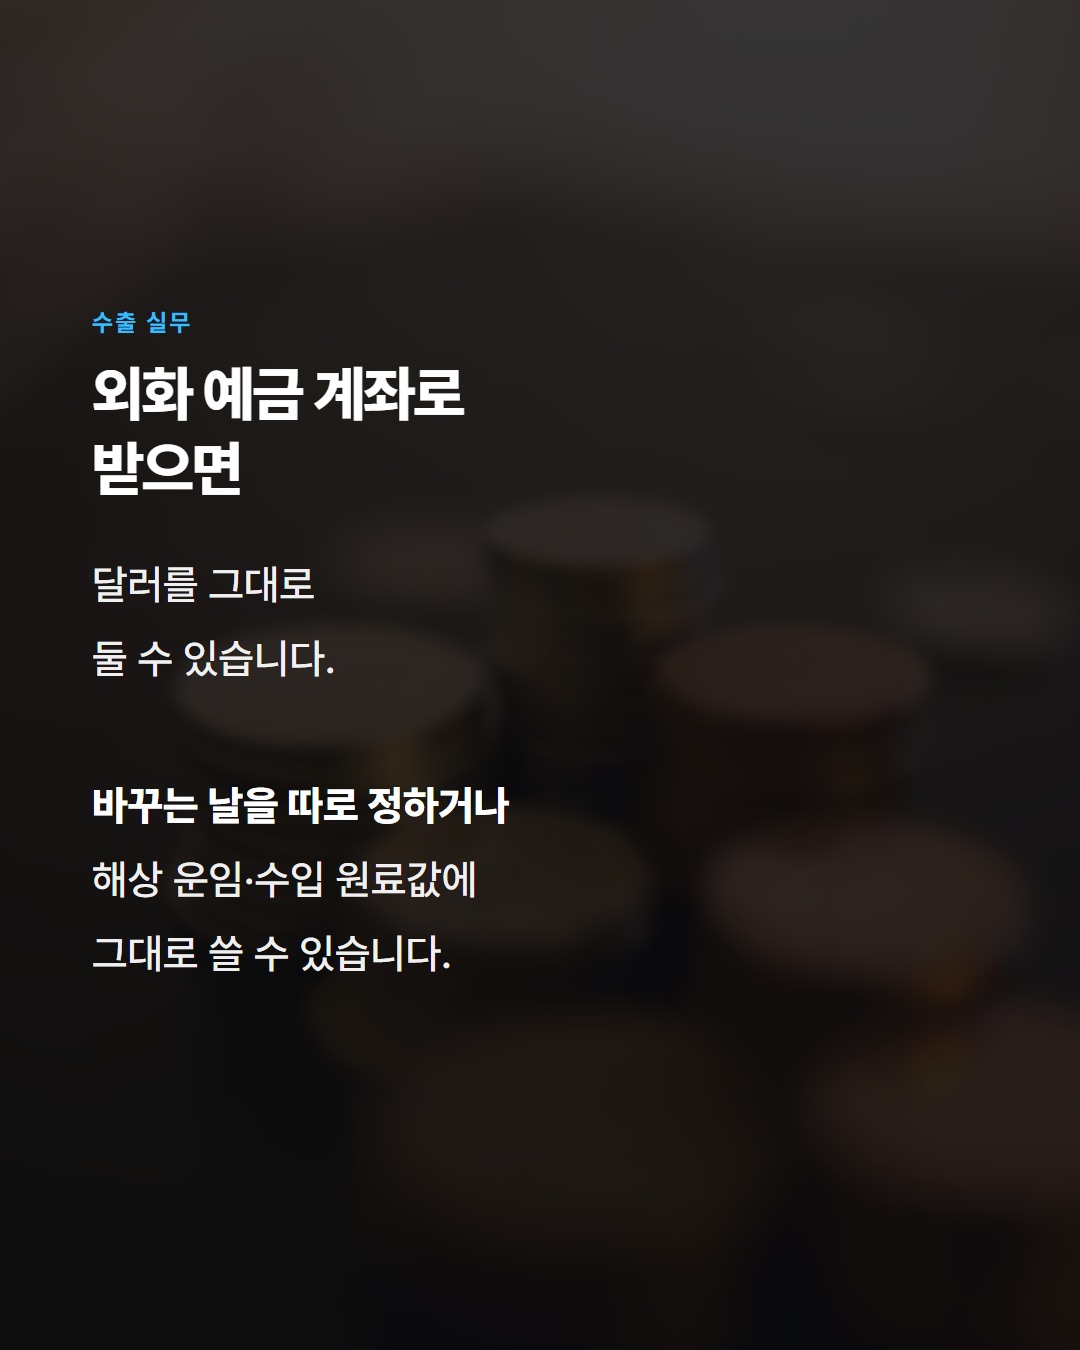 수출 실무
외화 예금 계좌로
받으면
달러를 그대로
둘 수 있습니다.
바꾸는 날을 따로 정하거나
해상 운임·수입 원료값에
그대로 쓸 수 있습니다.